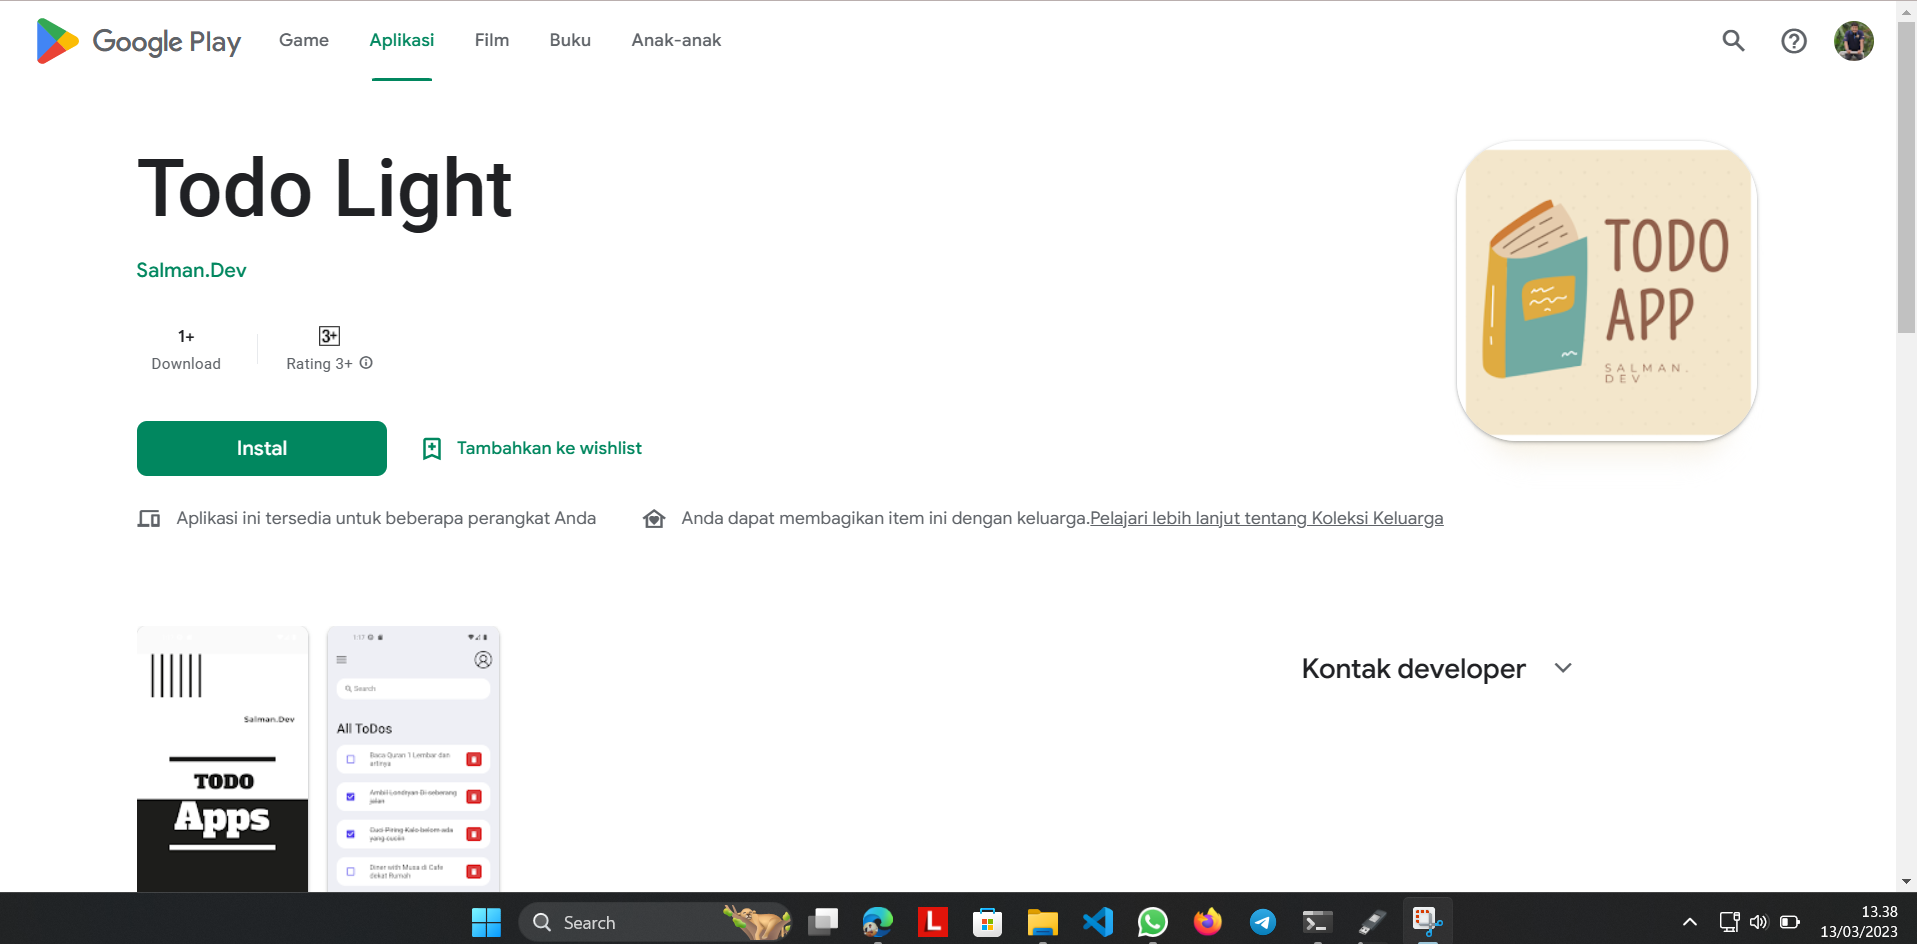 Google Play
Game
Aplikasi
Film
Buku
Anak-anak
Todo Light
Salman.Dev
1+
Download
3+
Rating 3+
Instal
Tambahkan ke wishlist
Aplikasi ini tersedia untuk beberapa perangkat Anda
Anda dapat membagikan item ini dengan keluarga.Pelajari lebih lanjut tentang Koleksi Keluarga
TODO
APP
SALMAN.
DEV
Salman.Dev
TODO
Apps
1:17
Search
All ToDos
Baca Quran 1 Lembar dan
artinya
Ambil Londryan Di seberang
jalan
Cuci Piring Kalo belom ada
yang cuciin
Diner with Musa di Cafe
dekat Rumah
Kontak developer
Search
L
13.38
13/03/2023